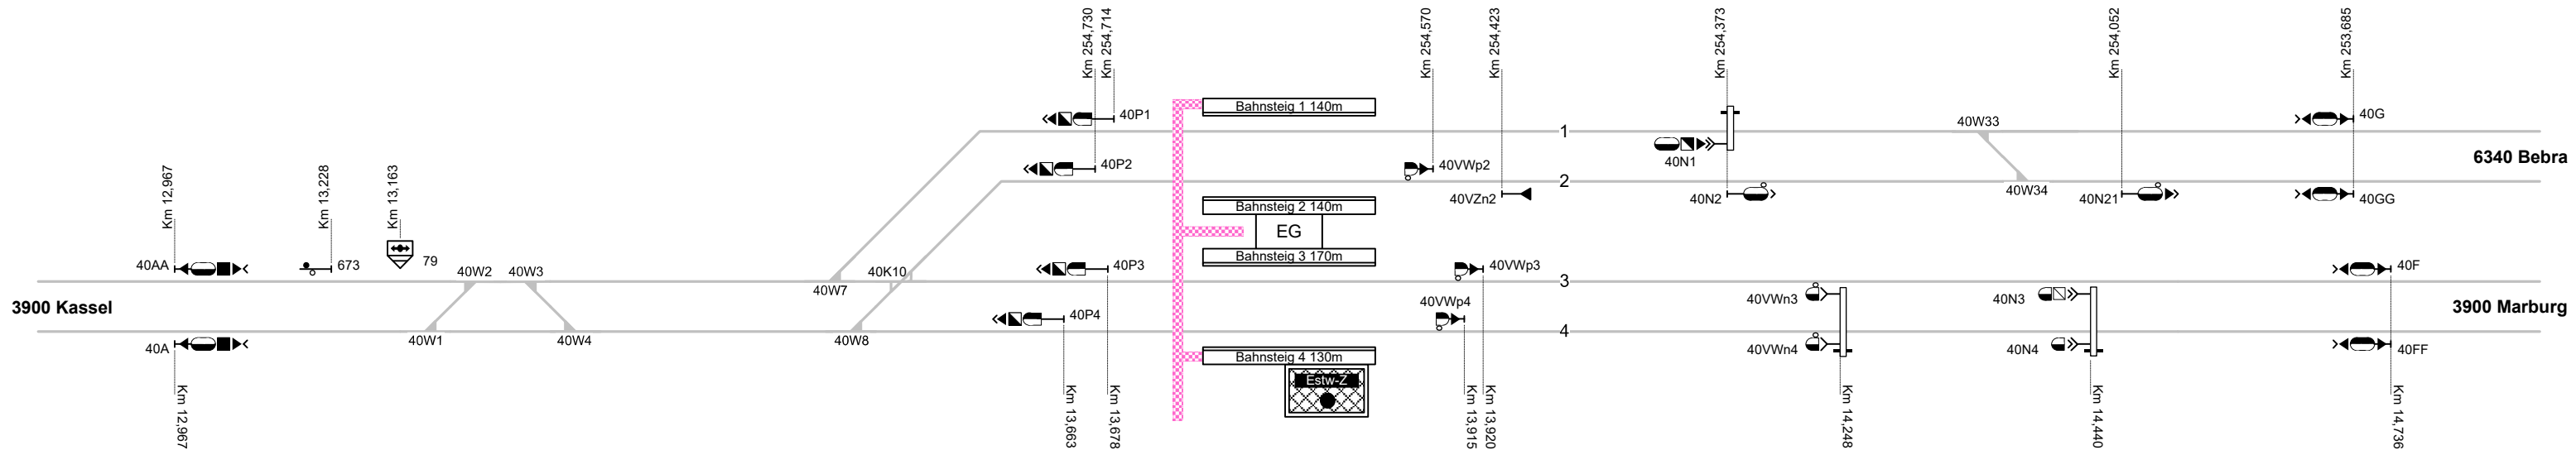 Km 254,730
Km 254,714
Km 254,570
Km 254,423
Km 254,373
Km 254,052
Km 253,685
Bahnsteig 1 140m
40P1
1
40W33
40G
40N1
6340 Bebra
40P2
40VWp2
2
40W34
40VZn2
40N2
40N21
40GG
Km 12,967
Km 13,228
Km 13,163
Bahnsteig 2 140m
EG
Bahnsteig 3 170m
40AA
673
79
40W2
40W3
40W7
40K10
40P3
40VWp3
3
40F
3900 Kassel
40VWp4
40VWn3
40N3
3900 Marburg
40A
40W1
40W4
40W8
40P4
4
40VWn4
40N4
40FF
Bahnsteig 4 130m
Estw-Z
Km 12,967
Km 13,663
Km 13,678
Km 13,915
Km 13,920
Km 14,248
Km 14,440
Km 14,736